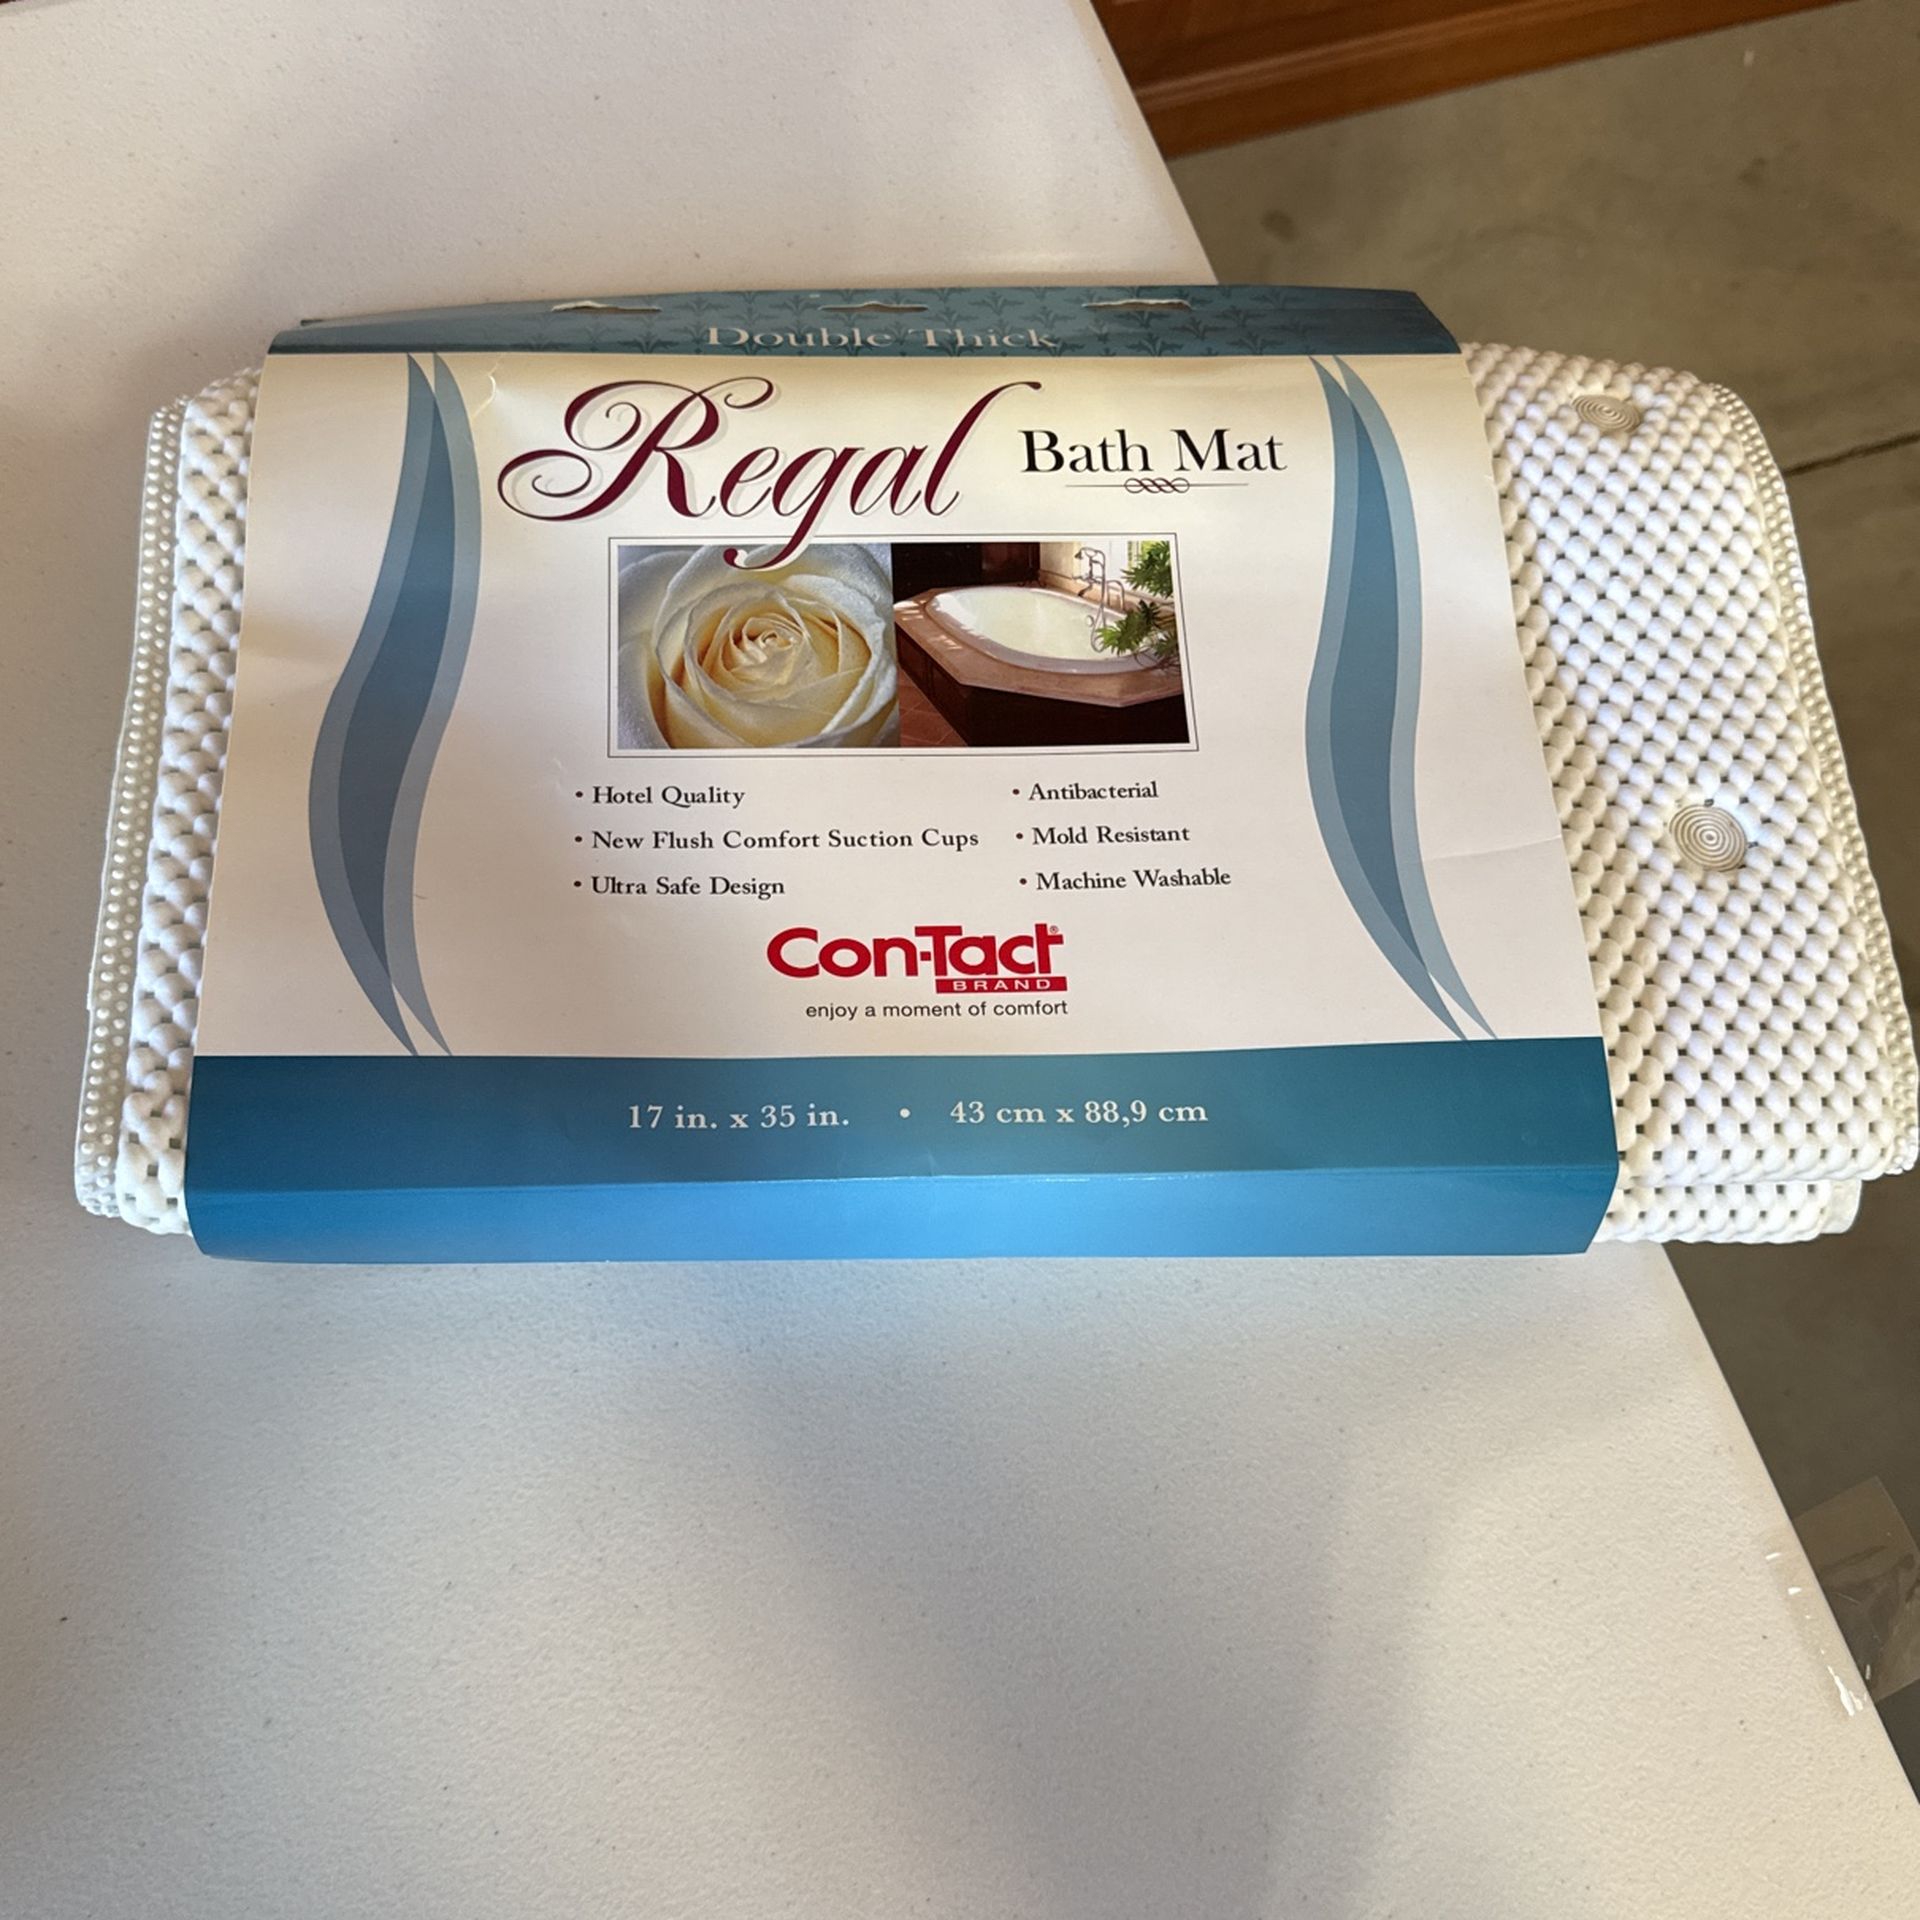 Double Thick
Regal Bath Mat
• Hotel Quality
• New Flush Comfort Suction Cups
• Ultra Safe Design
• Antibacterial
• Mold Resistant
• Machine Washable
Con-Tact®
BRAND
enjoy a moment of comfort
17 in. x 35 in. • 43 cm x 88,9 cm